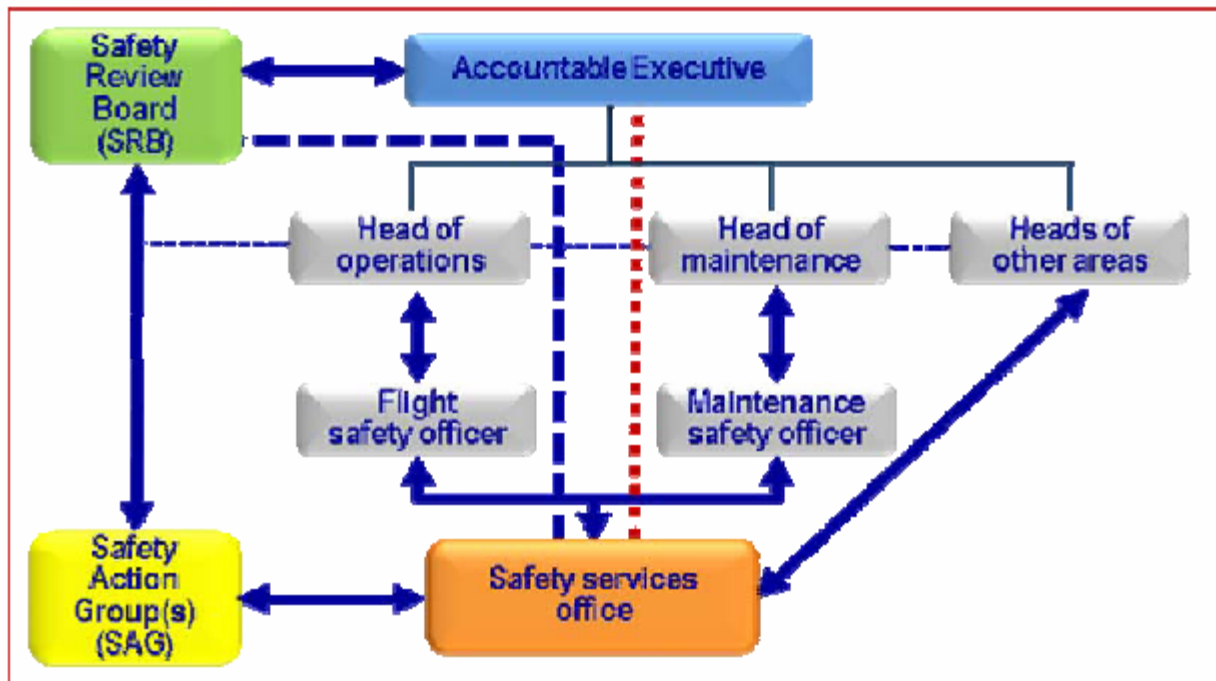 Safety
Review
Board
(SRB)
Accountable Executive
Head of
operations
Head of
maintenance
Heads of
other areas
Flight
safety officer
Maintenance
safety officer
Safety
Action
Group(s)
(SAG)
Safety services
office